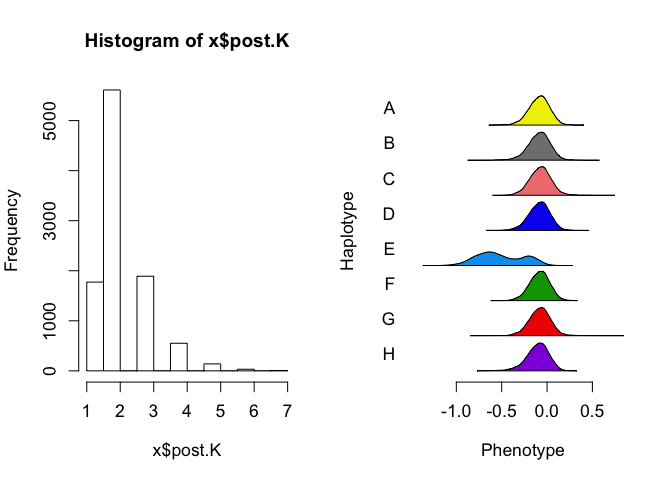 Histogram of x$post.K
Frequency
0
1000
3000
5000
1 2 3 4 5 6 7
x$post.K
Haplotype
A
B
C
D
E
F
G
H
-1.0 -0.5 0.0 0.5
Phenotype